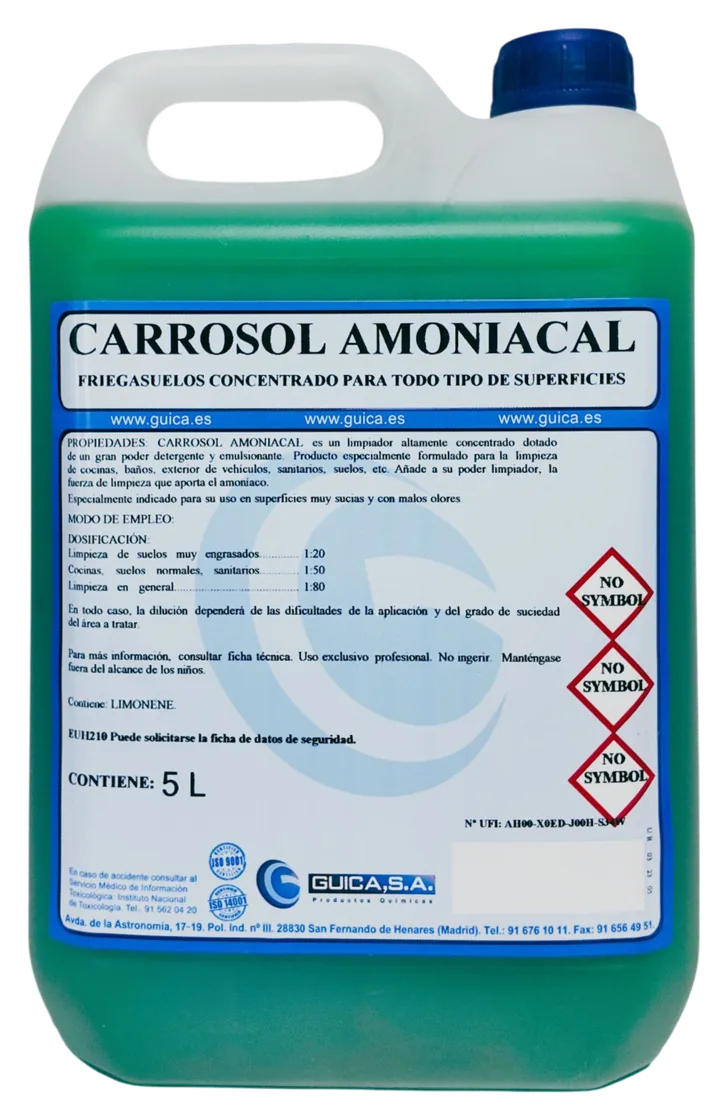 CARROSOL AMONIACAL
FRIEGASUELOS CONCENTRADO PARA TODO TIPO DE SUPERFICIES
www.guica.es www.guica.es www.guica.es
PROPIEDADES: CARROSOL AMONIACAL es un limpiador altamente concentrado dotado
de un gran poder detergente y emulsionante. Producto especialmente formulado para la limpieza
de cocinas, baños, exterior de vehículos, sanitarios, suelos, etc. Añade a su poder limpiador, la
fuerza de limpieza que aporta el amoniaco.
Especialmente indicado para su uso en superficies muy sucias y con malos olores
MODO DE EMPLEO:
DOSIFICACIÓN:
Limpieza de suelos muy engrasados............ 1:20
Cocinas, suelos normales, sanitarios............ 1:50
Limpieza en general............ 1:80
En todo caso, la dilución dependerá de las dificultades de la aplicación y del grado de suciedad
del área a tratar.
Para más información, consultar ficha técnica. Uso exclusivo profesional. No ingerir. Manténgase
fuera del alcance de los niños.
Contiene: LIMONENE.
EUH210 Puede solicitarse la ficha de datos de seguridad.
CONTIENE: 5 L
NO
SYMBOL
NO
SYMBOL
NO
SYMBOL
Nº UFI: AH00-X0ED-J00H-S34W
En caso de accidente consultar al
Servicio Médico de Información
Toxicológica: Instituto Nacional
de Toxicología. Tel.: 91 562 04 20
ISO 9001
ISO 14001
GUICA,S.A.
Productos Químicos
Avda. de la Astronomía, 17-19. Pol. Ind. nº III. 28830 San Fernando de Henares (Madrid). Tel.: 91 676 10 11. Fax: 91 656 49 51.